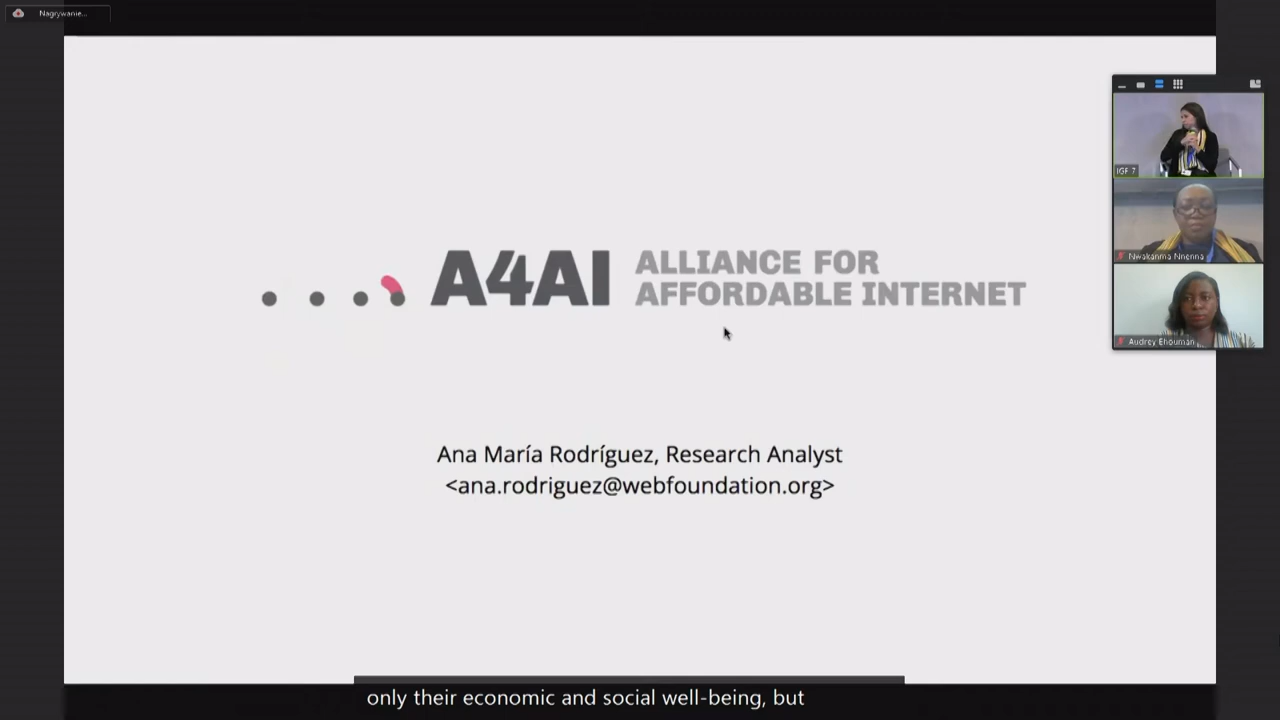 Nagrywanie...
A4AI
ALLIANCE FOR
AFFORDABLE INTERNET
IGF 7
Nwakanma Nnenna
Audrey Ehouman
Ana María Rodríguez, Research Analyst
<ana.rodriguez@webfoundation.org>
only their economic and social well-being, but